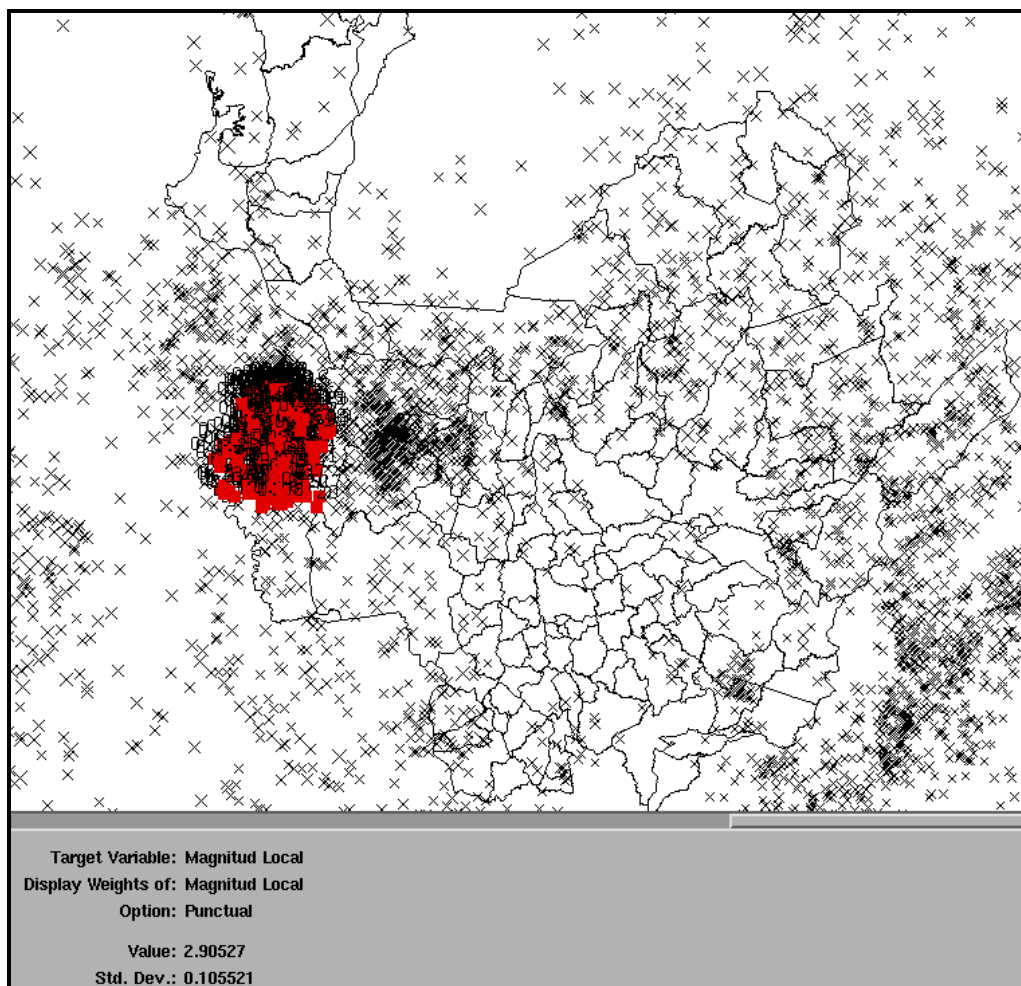 Target Variable: Magnitud Local
Display Weights of: Magnitud Local
Option: Punctual
Value: 2.90527
Std. Dev.: 0.105521